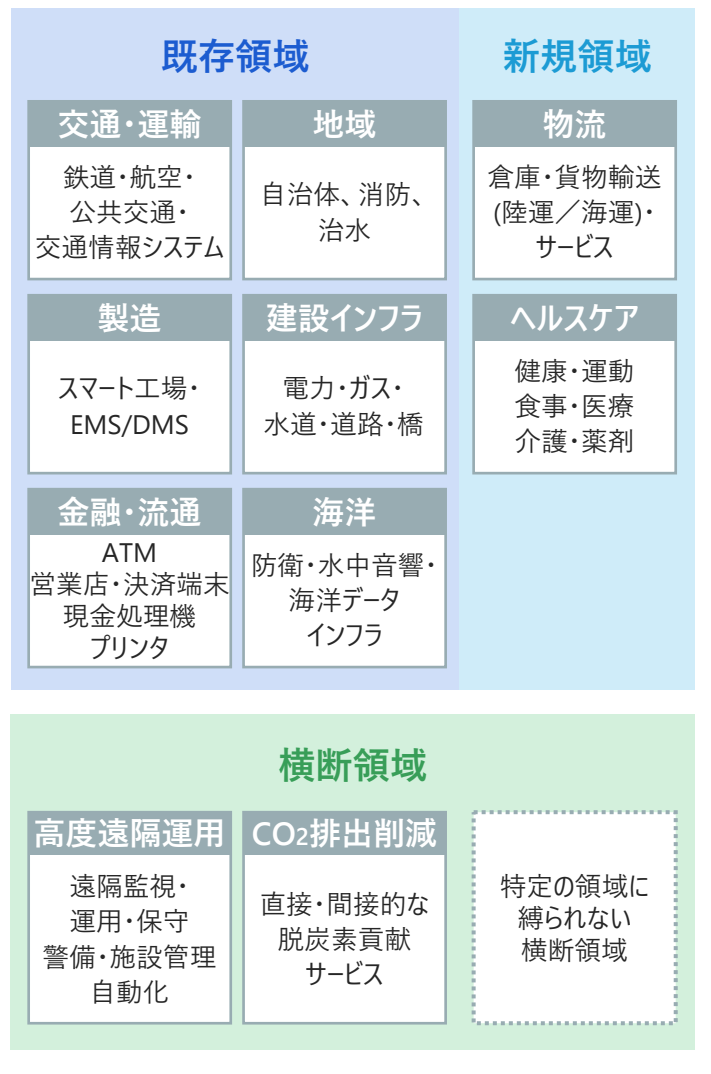 既存領域
交通・運輸
鉄道・航空・
公共交通・
交通情報システム
地域
自治体、消防、
治水
製造
スマート工場・
EMS/DMS
建設インフラ
電力・ガス・
水道・道路・橋
金融・流通
ATM
営業店・決済端末
現金処理機
プリンタ
海洋
防衛・水中音響・
海洋データ
インフラ
新規領域
物流
倉庫・貨物輸送
(陸運／海運)・
サービス
ヘルスケア
健康・運動
食事・医療
介護・薬剤
横断領域
高度遠隔運用
遠隔監視・
運用・保守
警備・施設管理
自動化
CO2排出削減
直接・間接的な
脱炭素貢献
サービス
特定の領域に
縛られない
横断領域